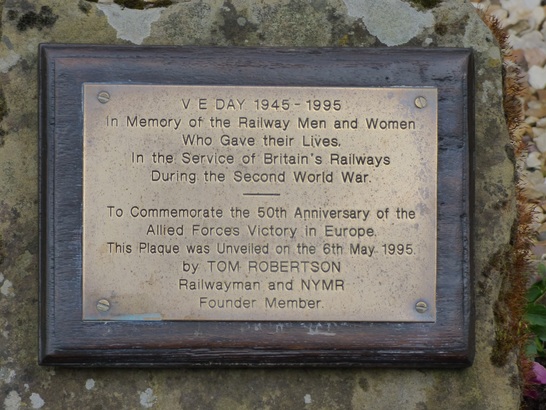 V E DAY 1945 - 1995
In Memory of the Railway Men and Women
Who Gave their Lives.
In the Service of Britain's Railways
During the Second World War.
To Commemorate the 50th Anniversary of the
Allied Forces Victory in Europe.
This Plaque was Unveiled on the 6th May 1995.
by TOM ROBERTSON
Railwayman and NYMR
Founder Member.